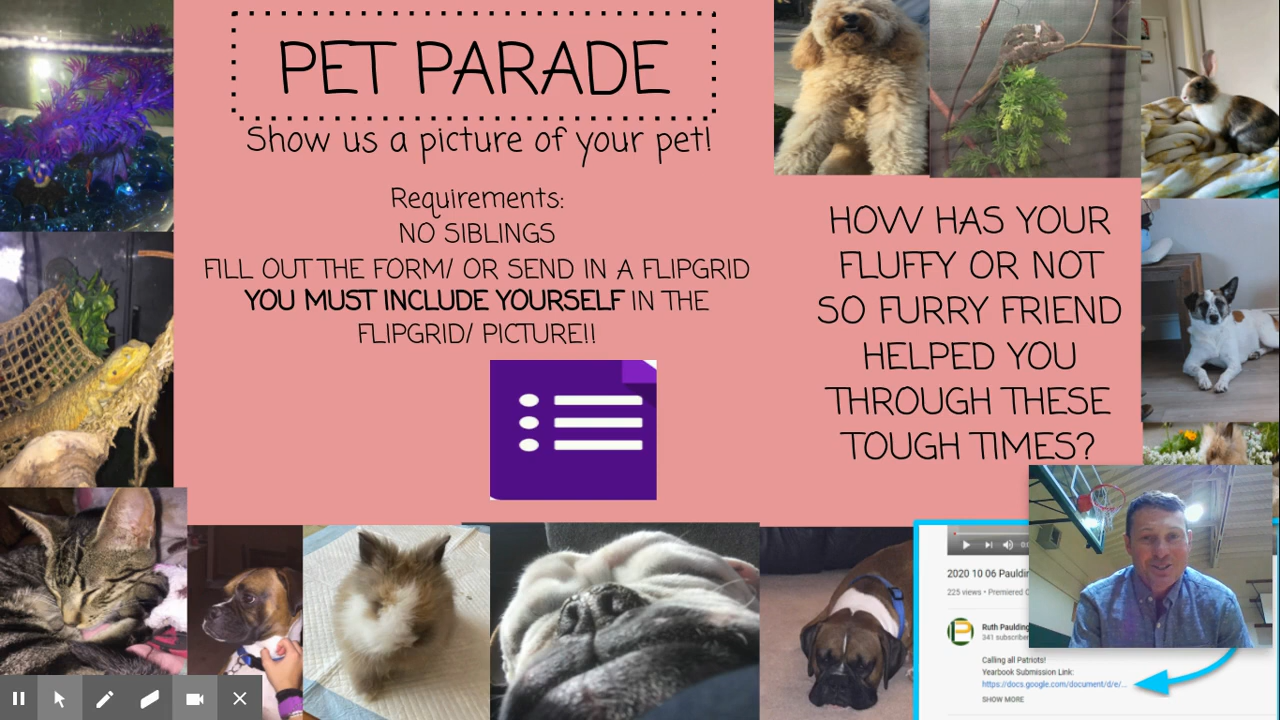 PET PARADE
Show us a picture of your pet!
Requirements:
NO SIBLINGS
FILL OUT THE FORM/ OR SEND IN A FLIPGRID
YOU MUST INCLUDE YOURSELF IN THE
FLIPGRID/ PICTURE!!
HOW HAS YOUR
FLUFFY OR NOT
SO FURRY FRIEND
HELPED YOU
THROUGH THESE
TOUGH TIMES?
2020 10 06 Paulding
225 views • Premiered
Ruth Paulding
341 subscribe
Calling all Patriots!
Yearbook Submission Link:
https://docs.google.com/document/d/e/...
SHOW MORE